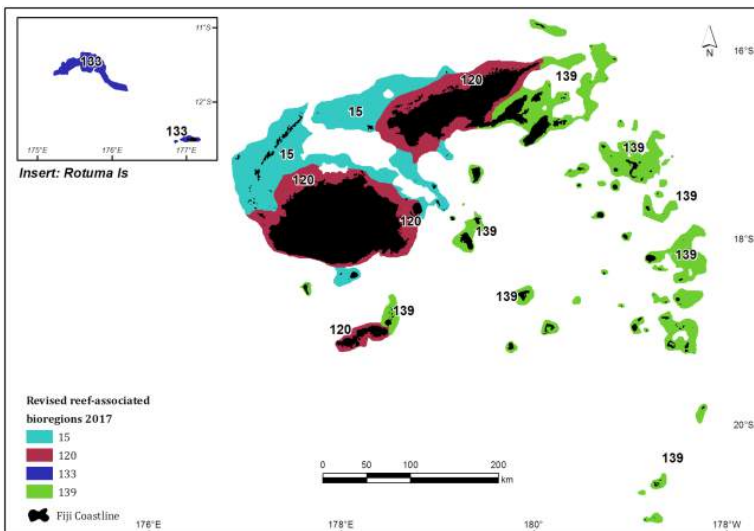 11°S
16°S
N
133
120
139
12°S
15
133
139
15
175°E
176°E
177°E
Insert: Rotuma Is
120
139
120
139
18°S
139
139
139
120
Revised reef-associated
bioregions 2017
15
120
133
139
Fiji Coastline
20°S
139
0 50 100 200
km
176°E
178°E
180°
178°W